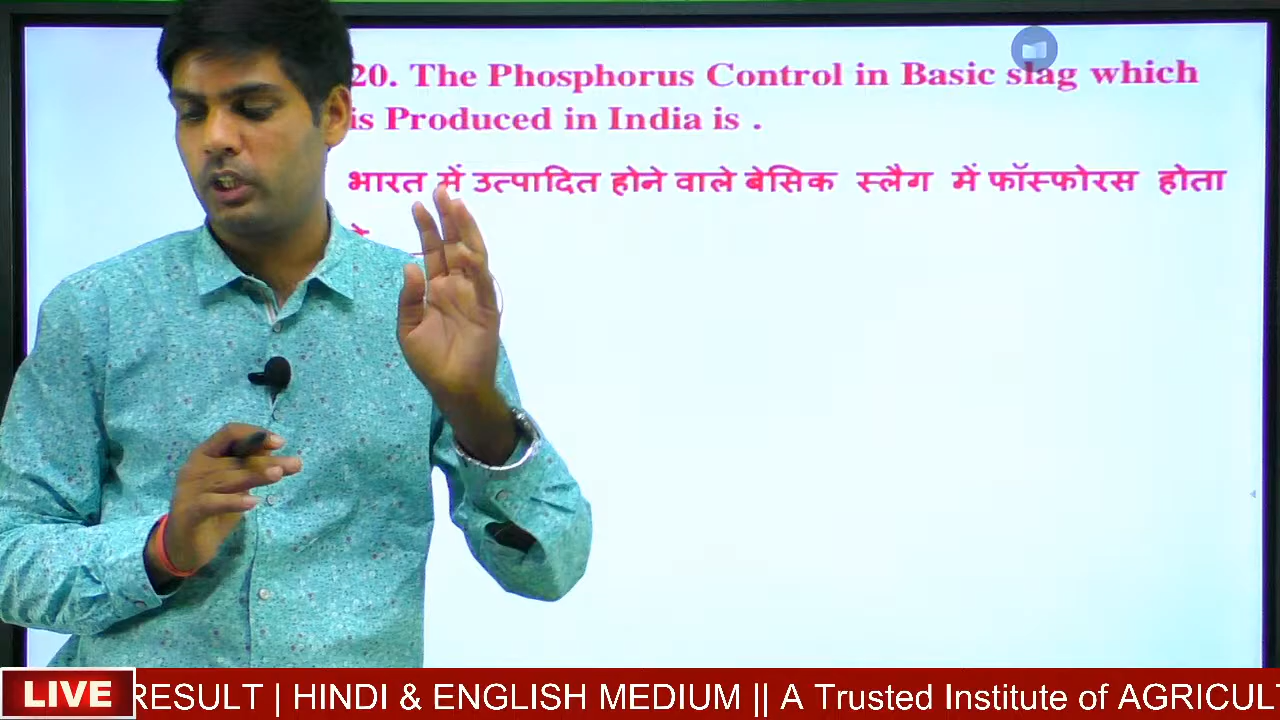 20. The Phosphorus Control in Basic slag which
is Produced in India is .
भारत में उत्पादित होने वाले बेसिक स्लैग में फॉस्फोरस होता
LIVE RESULT | HINDI & ENGLISH MEDIUM || A Trusted Institute of